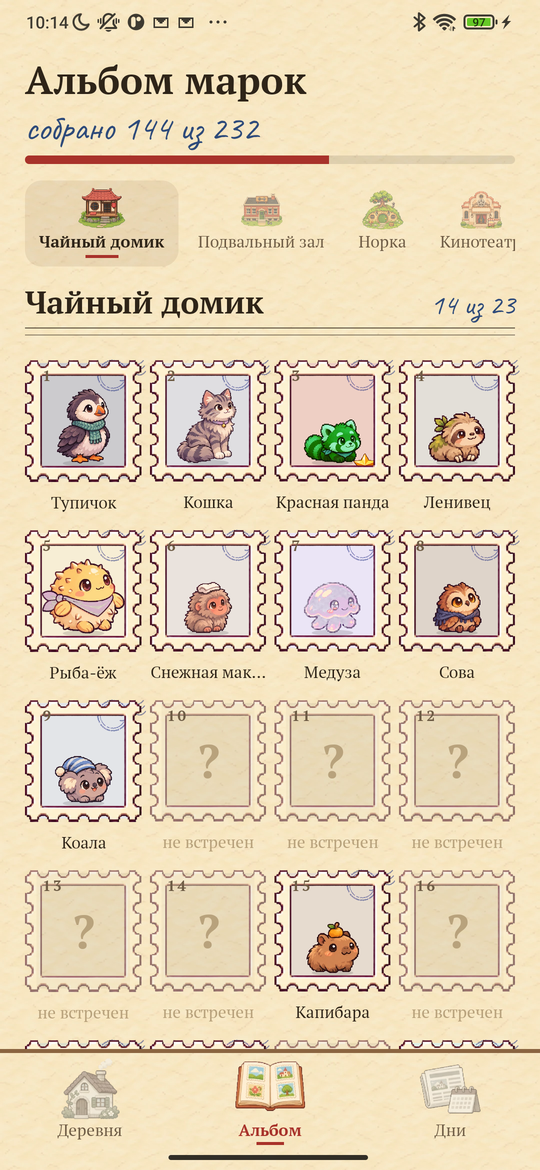 10:14
97
Альбом марок
собрано 144 из 232
Чайный домик
Подвальный зал
Норка
Кинотеатр
Чайный домик
14 из 23
1
2
3
4
Тупичок
Кошка
Красная панда
Ленивец
5
6
7
8
Рыба-ёж
Снежная мак...
Медуза
Сова
9
10
11
12
?
?
?
Коала
не встречен
не встречен
не встречен
13
14
15
16
?
?
?
не встречен
не встречен
Капибара
не встречен
Деревня
Альбом
Дни